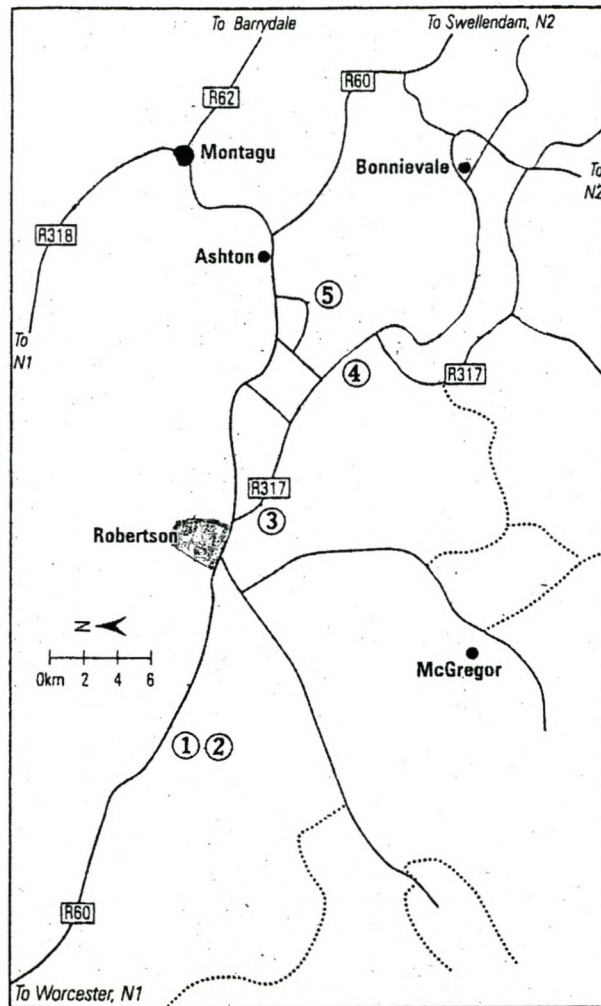 To Barrydale
To Swellendam, N2
R60
R62
Montagu
Bonnievale
To
N2
R318
Ashton
5
To
N1
4
R317
R317
3
Robertson
N
0km 2 4 6
McGregor
1 2
R60
To Worcester, N1